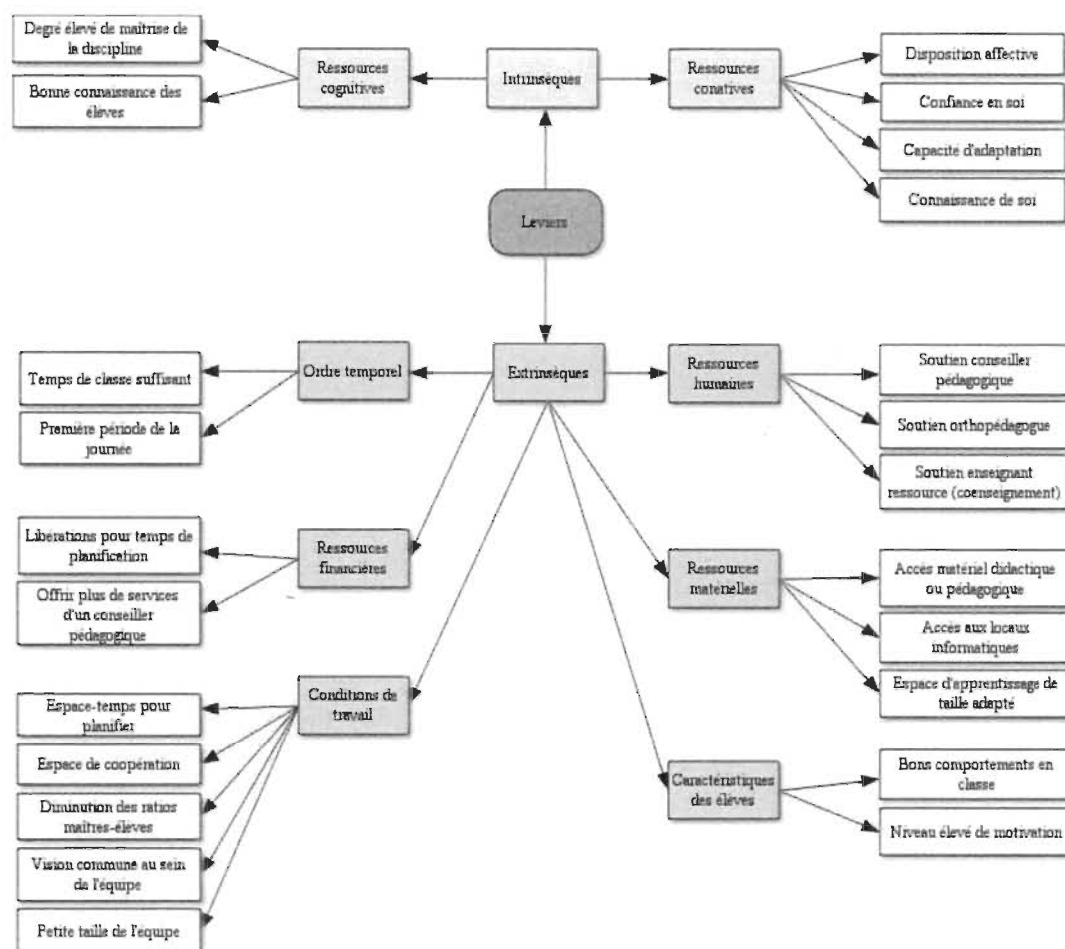 Degré élevé de maîtrise de
la discipline
Bonne connaissance des
élèves
Ressources
cognitives
Intrinsèques
Ressources
conatives
Disposition affective
Confiance en soi
Capacité d'adaptation
Connaissance de soi
Leviers
Temps de classe suffisant
Première période de la
journée
Ordre temporel
Extrinsèques
Ressources
humaines
Soutien conseiller
pédagogique
Soutien orthopédagogue
Soutien enseignant
ressource (coenseignement)
Libérations pour temps de
planification
Offrir plus de services
d'un conseiller
pédagogique
Ressources
financières
Ressources
matérielles
Accès matériel didactique
ou pédagogique
Accès aux locaux
informatiques
Espace d'apprentissage de
taille adapté
Espace-temps pour
planifier
Espace de coopération
Diminution des ratios
maîtres-élèves
Vision commune au sein
de l'équipe
Petite taille de l'équipe
Conditions de
travail
Caractéristiques
des élèves
Bons comportements en
classe
Niveau élevé de motivation